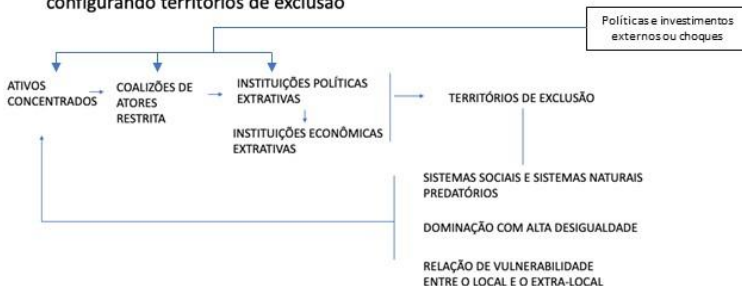 configurando territórios de exclusão
Políticas e investimentos
externos ou choques
ATIVOS
CONCENTRADOS
COALIZÕES DE
ATORES
RESTRITA
INSTITUIÇÕES POLÍTICAS
EXTRATIVAS
INSTITUIÇÕES ECONÔMICAS
EXTRATIVAS
TERRITÓRIOS DE EXCLUSÃO
SISTEMAS SOCIAIS E SISTEMAS NATURAIS
PREDATÓRIOS
DOMINAÇÃO COM ALTA DESIGUALDADE
RELAÇÃO DE VULNERABILIDADE
ENTRE O LOCAL E O EXTRA-LOCAL